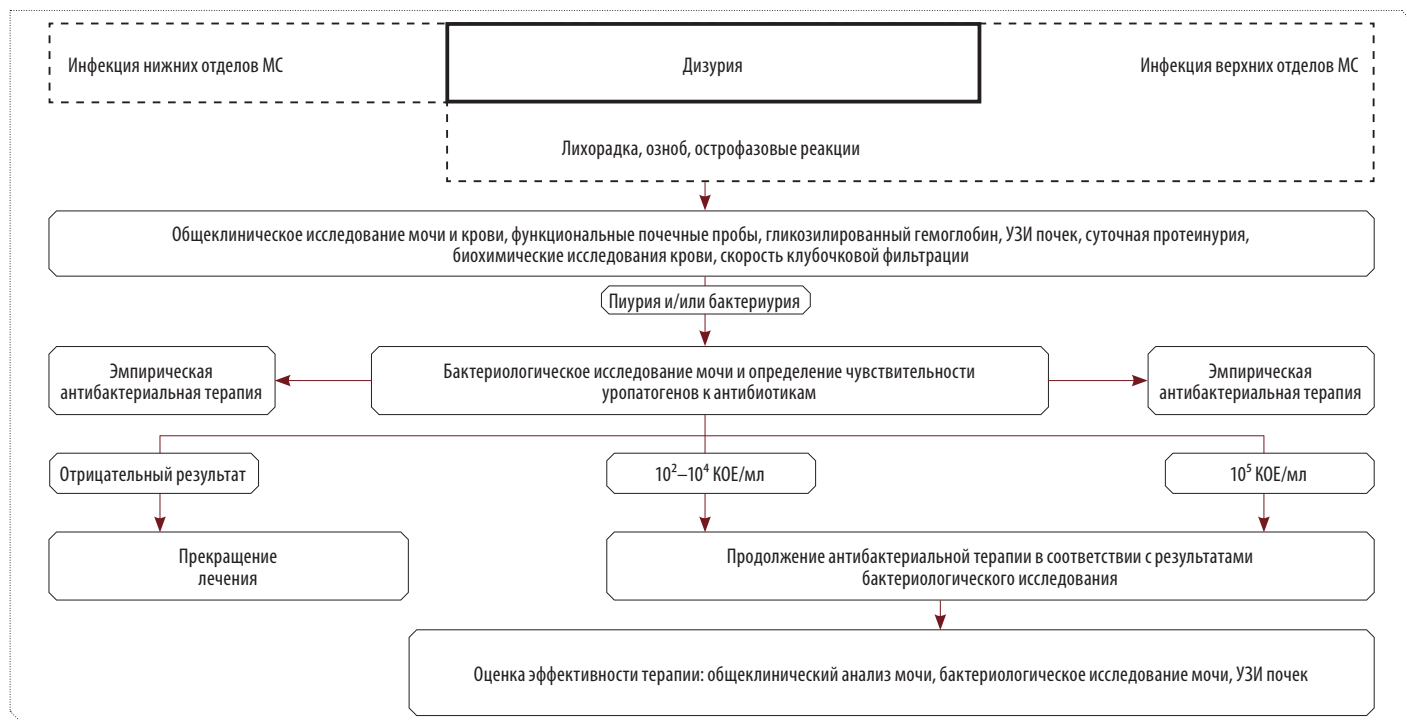 Инфекция нижних отделов МС
Дизурия
Инфекция верхних отделов МС
Лихорадка, озноб, острофазовые реакции
Общеклиническое исследование мочи и крови, функциональные почечные пробы, гликозилированный гемоглобин, УЗИ почек, суточная протеинурия,
биохимические исследования крови, скорость клубочковой фильтрации
Пиурия и/или бактериурия
Эмпирическая
антибактериальная терапия
Бактериологическое исследование мочи и определение чувствительности
уропатогенов к антибиотикам
Эмпирическая
антибактериальная терапия
Отрицательный результат
10²–10⁴ КОЕ/мл
10⁵ КОЕ/мл
Прекращение
лечения
Продолжение антибактериальной терапии в соответствии с результатами
бактериологического исследования
Оценка эффективности терапии: общеклинический анализ мочи, бактериологическое исследование мочи, УЗИ почек